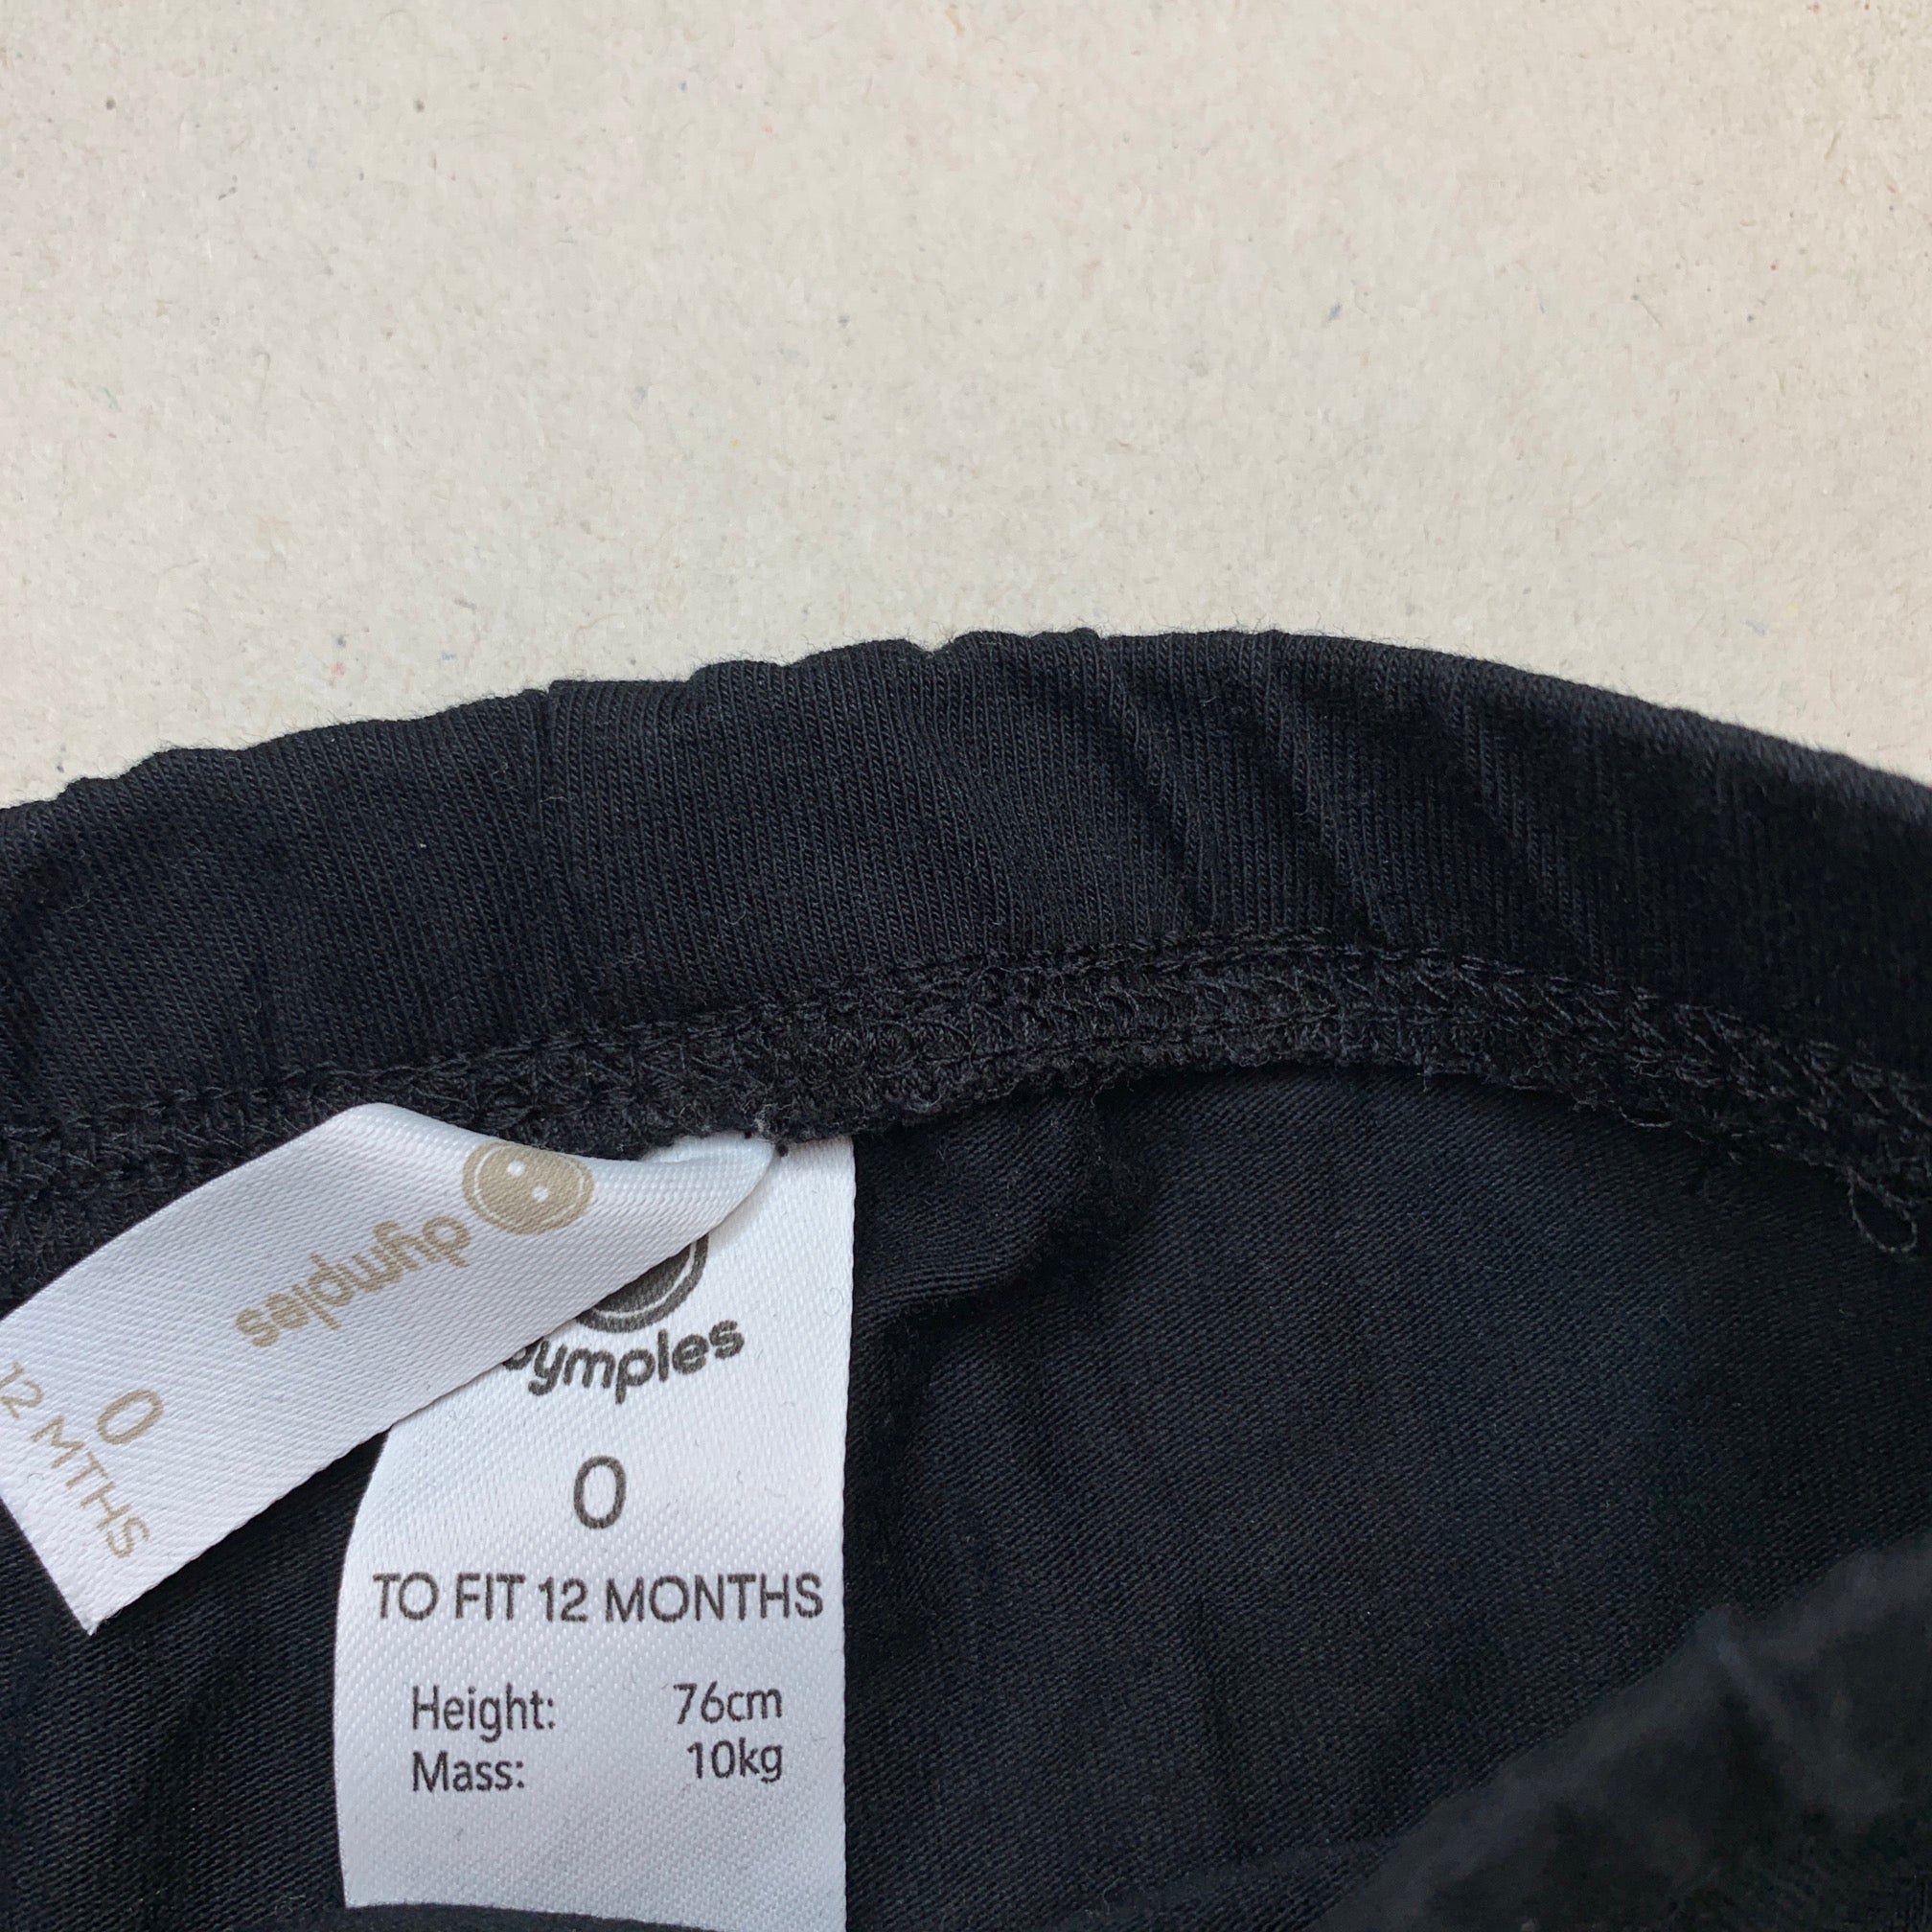 dymples
0
12 MTHS
dymples
0
TO FIT 12 MONTHS
Height: 76cm
Mass: 10kg